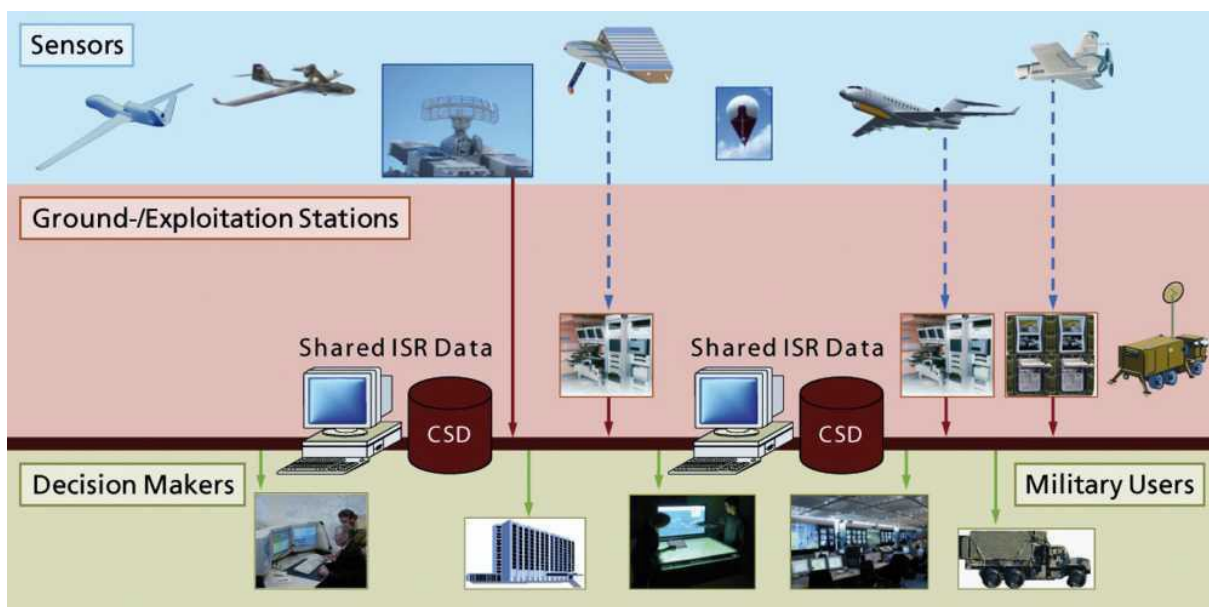 Sensors
Ground-/Exploitation Stations
Shared ISR Data
Shared ISR Data
CSD
CSD
Decision Makers
Military Users